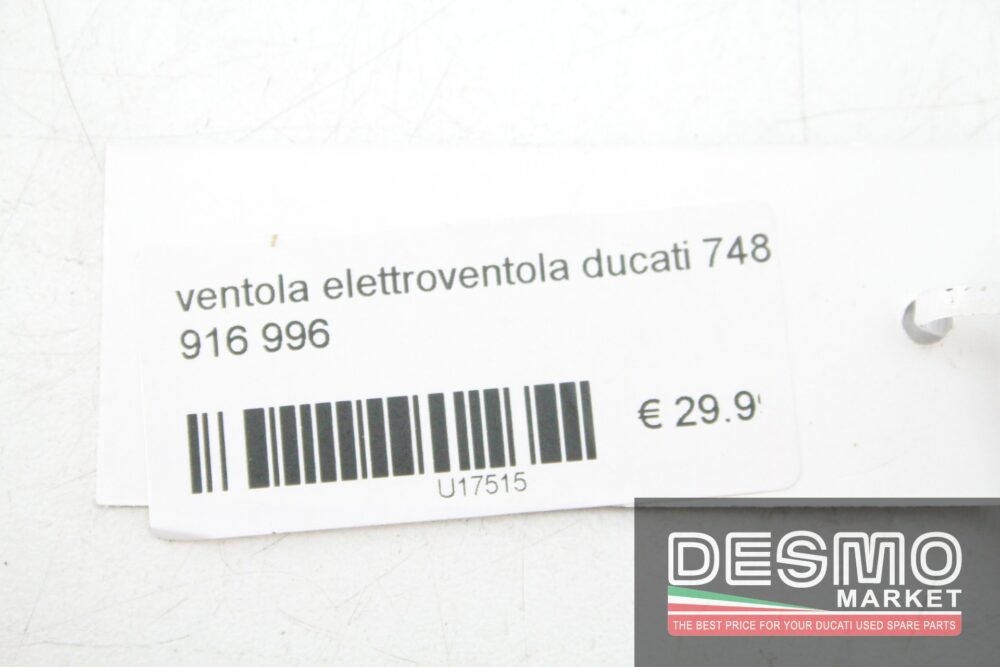 ventola elettroventola ducati 748
916 996
€ 29.9
U17515
DESMO
MARKET
THE BEST PRICE FOR YOUR DUCATI USED SPARE PARTS